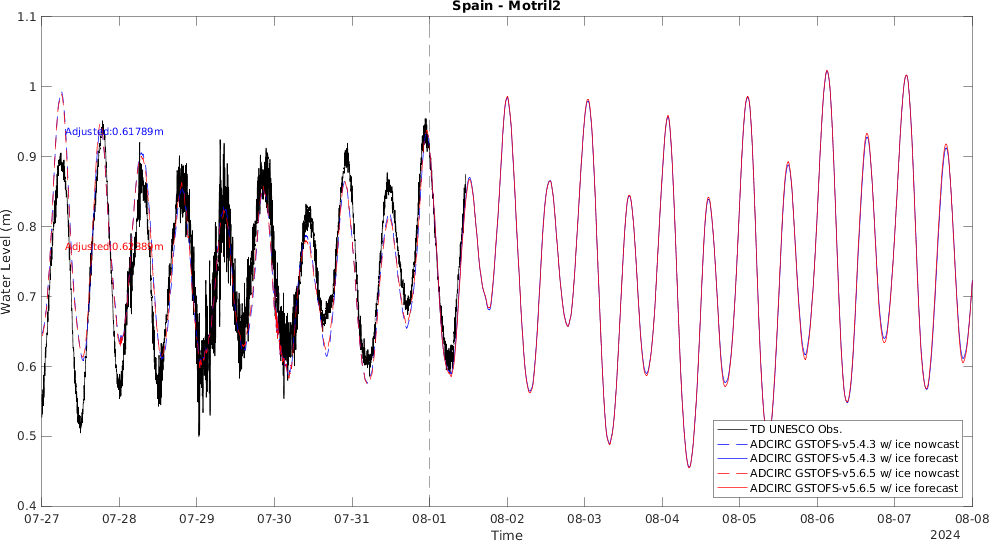 Spain - Motril2
1.1
1
0.9
0.8
0.7
0.6
0.5
0.4
Water Level (m)
Adjusted:0.61789m
TD UNESCO Obs.
ADCIRC GSTOFS-v5.4.3 w/ ice nowcast
ADCIRC GSTOFS-v5.4.3 w/ ice forecast
ADCIRC GSTOFS-v5.6.5 w/ ice nowcast
ADCIRC GSTOFS-v5.6.5 w/ ice forecast
07-27 07-28 07-29 07-30 07-31 08-01 08-02 08-03 08-04 08-05 08-06 08-07 08-08
Time
2024